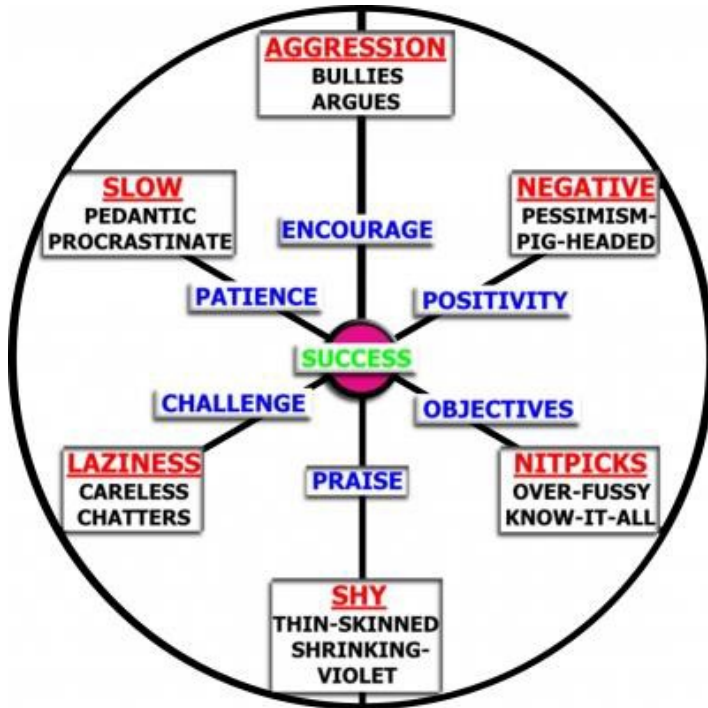 AGGRESSION
BULLIES
ARGUES
SLOW
PEDANTIC
PROCRASTINATE
NEGATIVE
PESSIMISM-
PIG-HEADED
ENCOURAGE
PATIENCE
POSITIVITY
SUCCESS
CHALLENGE
OBJECTIVES
LAZINESS
CARELESS
CHATTERS
PRAISE
NITPICKS
OVER-FUSSY
KNOW-IT-ALL
SHY
THIN-SKINNED
SHRINKING-
VIOLET